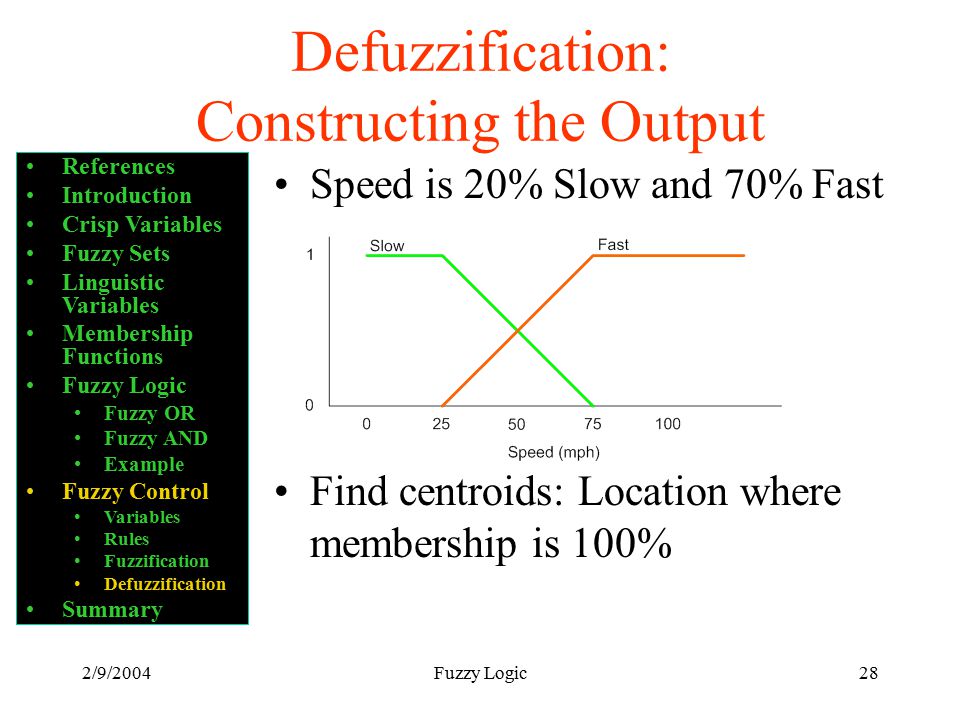 Defuzzification:
Constructing the Output
• References
• Introduction
• Crisp Variables
• Fuzzy Sets
• Linguistic
Variables
• Membership
Functions
• Fuzzy Logic
• Fuzzy OR
• Fuzzy AND
• Example
• Fuzzy Control
• Variables
• Rules
• Fuzzification
• Defuzzification
• Summary
• Speed is 20% Slow and 70% Fast
Slow
Fast
1
0
0 25 50 75 100
Speed (mph)
• Find centroids: Location where
membership is 100%
2/9/2004 Fuzzy Logic 28